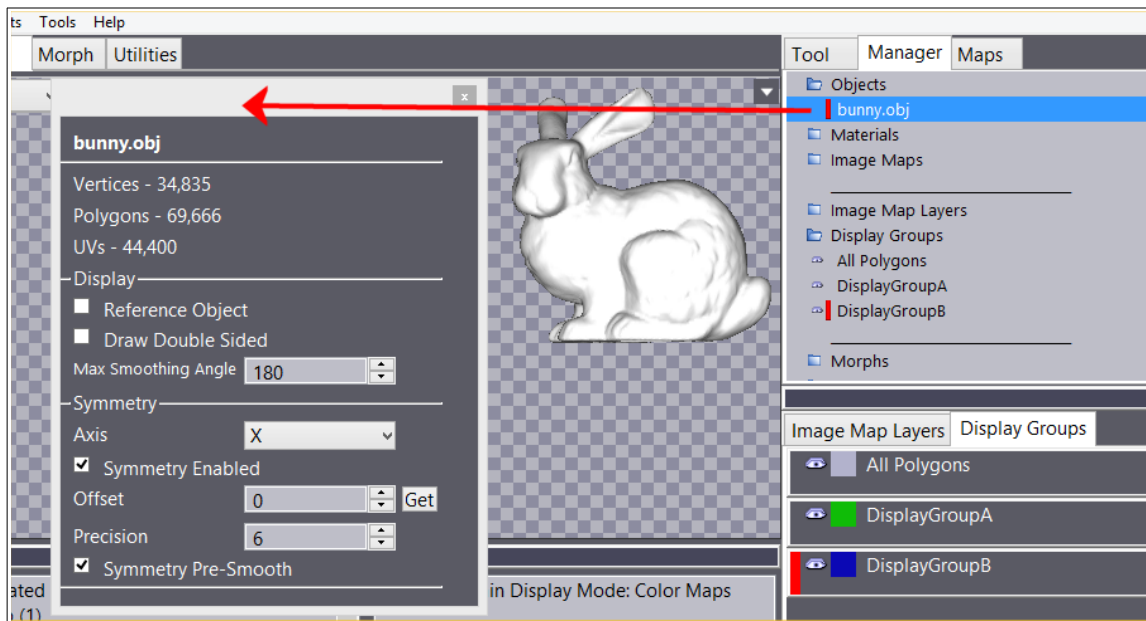 ts Tools Help
Morph Utilities
Tool Manager Maps
x
Objects
bunny.obj
Materials
Image Maps
Image Map Layers
Display Groups
All Polygons
DisplayGroupA
DisplayGroupB
Morphs
bunny.obj
Vertices - 34,835
Polygons - 69,666
UVs - 44,400
Display
Reference Object
Draw Double Sided
Max Smoothing Angle 180
Symmetry
Axis X
Symmetry Enabled
Offset 0 Get
Precision 6
Symmetry Pre-Smooth
Image Map Layers Display Groups
All Polygons
DisplayGroupA
DisplayGroupB
ated
in Display Mode: Color Maps
(1)